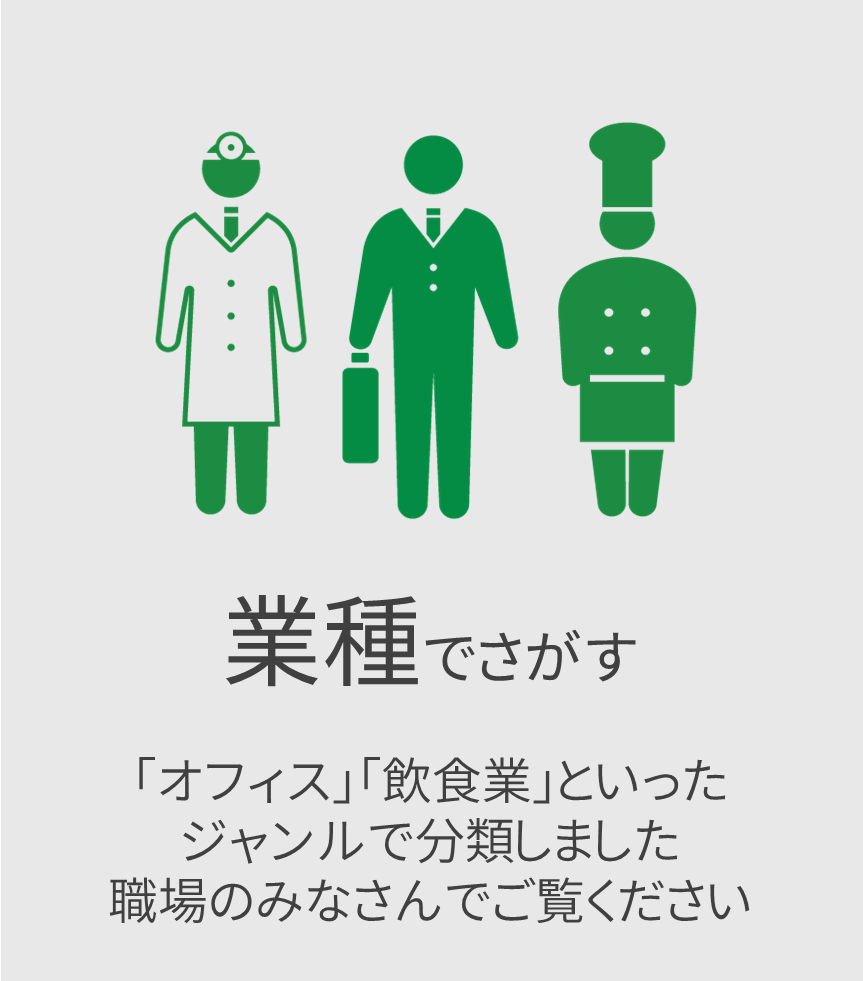 業種でさがす
「オフィス」「飲食業」といった
ジャンルで分類しました
職場のみなさんでご覧ください